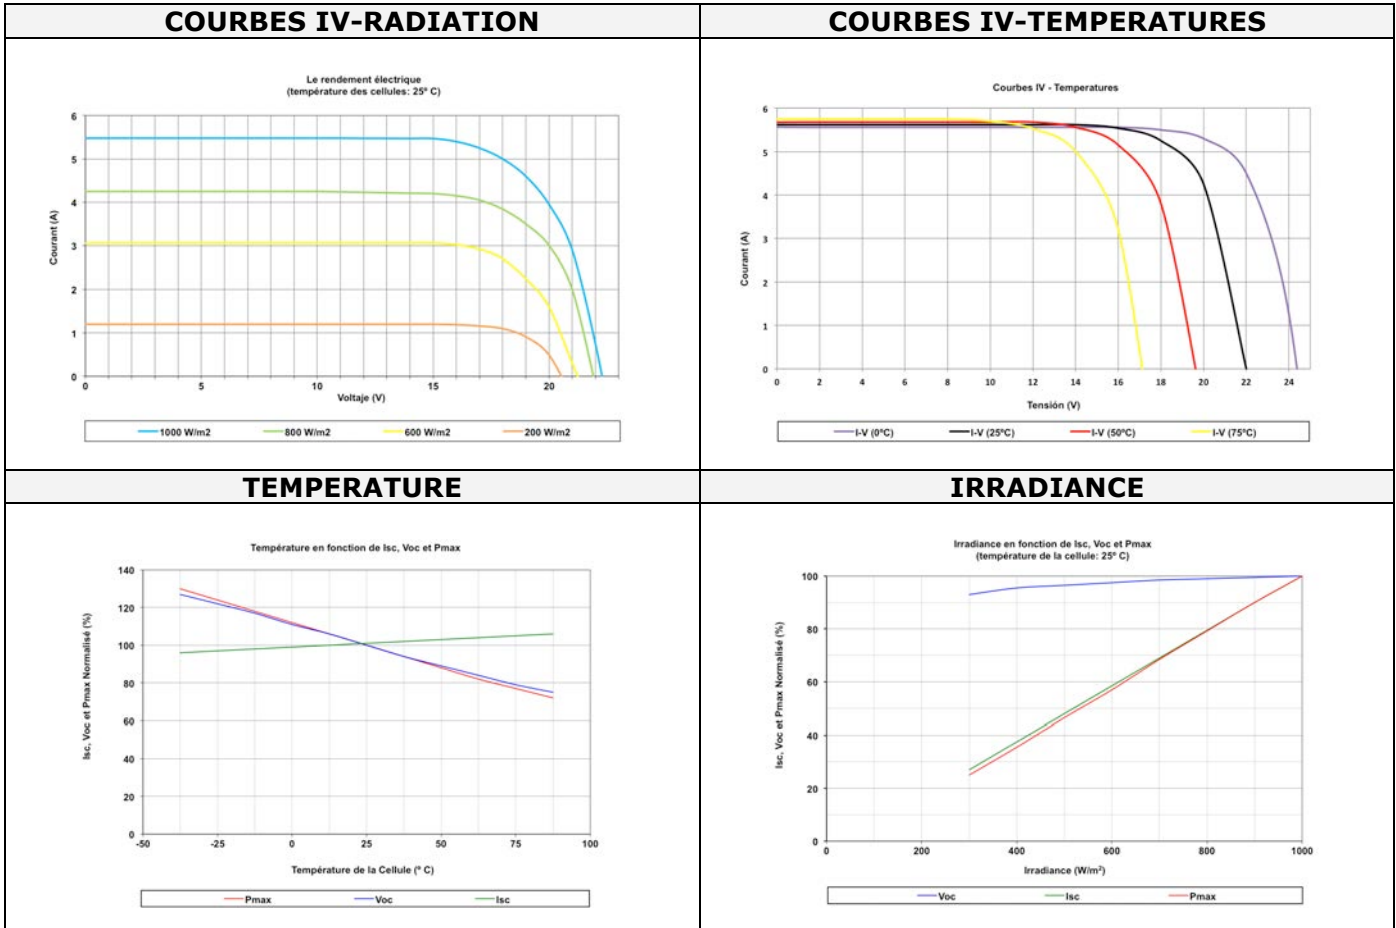 COURBES IV-RADIATION
Le rendement électrique
(température des cellules: 25º C)
6
5
4
3
2
1
0
Courant (A)
0 5 10 15 20
Voltaje (V)
1000 W/m2 800 W/m2 600 W/m2 200 W/m2
COURBES IV-TEMPERATURES
Courbes IV - Temperatures
6
5
4
3
2
1
0
Courant (A)
0 2 4 6 8 10 12 14 16 18 20 22 24
Tensión (V)
I-V (0ºC) I-V (25ºC) I-V (50ºC) I-V (75ºC)
TEMPERATURE
Température en fonction de Isc, Voc et Pmax
140
120
100
80
60
40
20
0
Isc, Voc et Pmax Normalisé (%)
-50 -25 0 25 50 75 100
Température de la Cellule (º C)
Pmax Voc Isc
IRRADIANCE
Irradiance en fonction de Isc, Voc et Pmax
(température de la cellule: 25º C)
100
80
60
40
20
0
Isc, Voc et Pmax Normalisé (%)
0 200 400 600 800 1000
Irradiance (W/m²)
Voc Isc Pmax